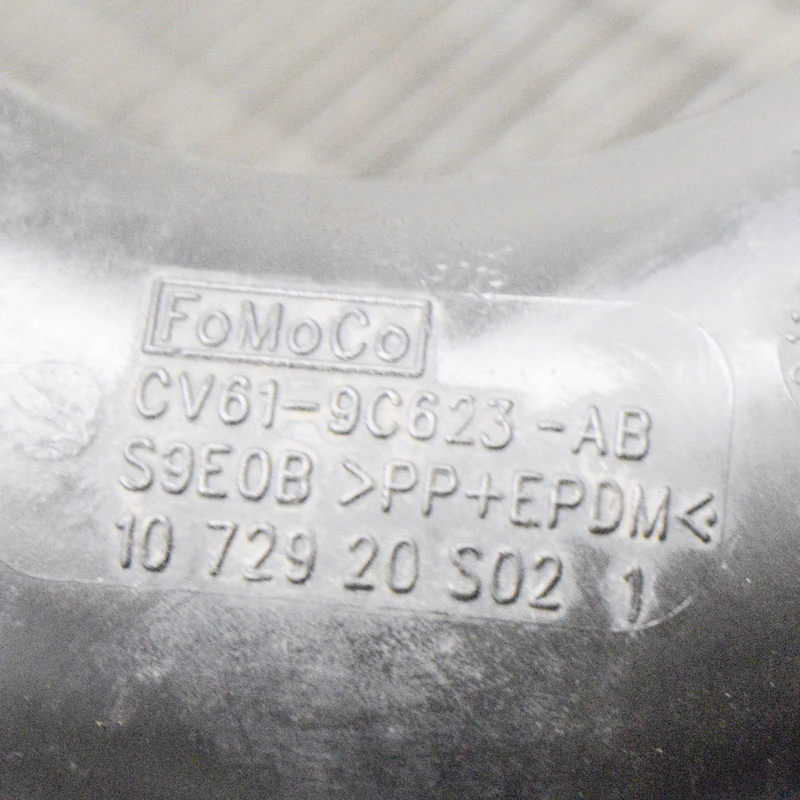 FoMoCo
CV61-9C623-AB
S9E0B >PP+EPDM<
10 729 20 S02 1